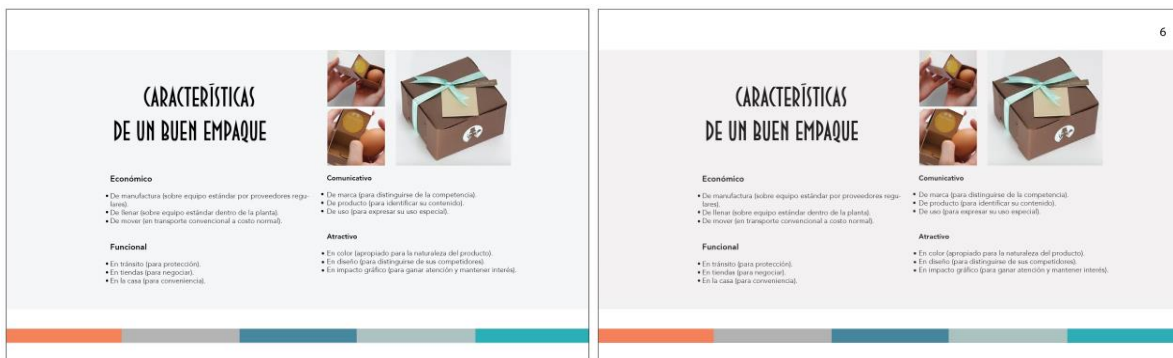 CARACTERÍSTICAS
DE UN BUEN EMPAQUE
Económico
• De manufactura (sobre equipo estándar por proveedores regu-
lares).
• De llenar (sobre equipo estándar dentro de la planta).
• De mover (en transporte convencional a costo normal).
Funcional
• En tránsito (para protección).
• En tiendas (para negociar).
• En la casa (para conveniencia).
Comunicativo
• De marca (para distinguirse de la competencia).
• De producto (para identificar su contenido).
• De uso (para expresar su uso especial).
Atractivo
• En color (apropiado para la naturaleza del producto).
• En diseño (para distinguirse de sus competidores).
• En impacto gráfico (para ganar atención y mantener interés).
6
CARACTERÍSTICAS
DE UN BUEN EMPAQUE
Económico
• De manufactura (sobre equipo estándar por proveedores regu-
lares).
• De llenar (sobre equipo estándar dentro de la planta).
• De mover (en transporte convencional a costo normal).
Funcional
• En tránsito (para protección).
• En tiendas (para negociar).
• En la casa (para conveniencia).
Comunicativo
• De marca (para distinguirse de la competencia).
• De producto (para identificar su contenido).
• De uso (para expresar su uso especial).
Atractivo
• En color (apropiado para la naturaleza del producto).
• En diseño (para distinguirse de sus competidores).
• En impacto gráfico (para ganar atención y mantener interés).